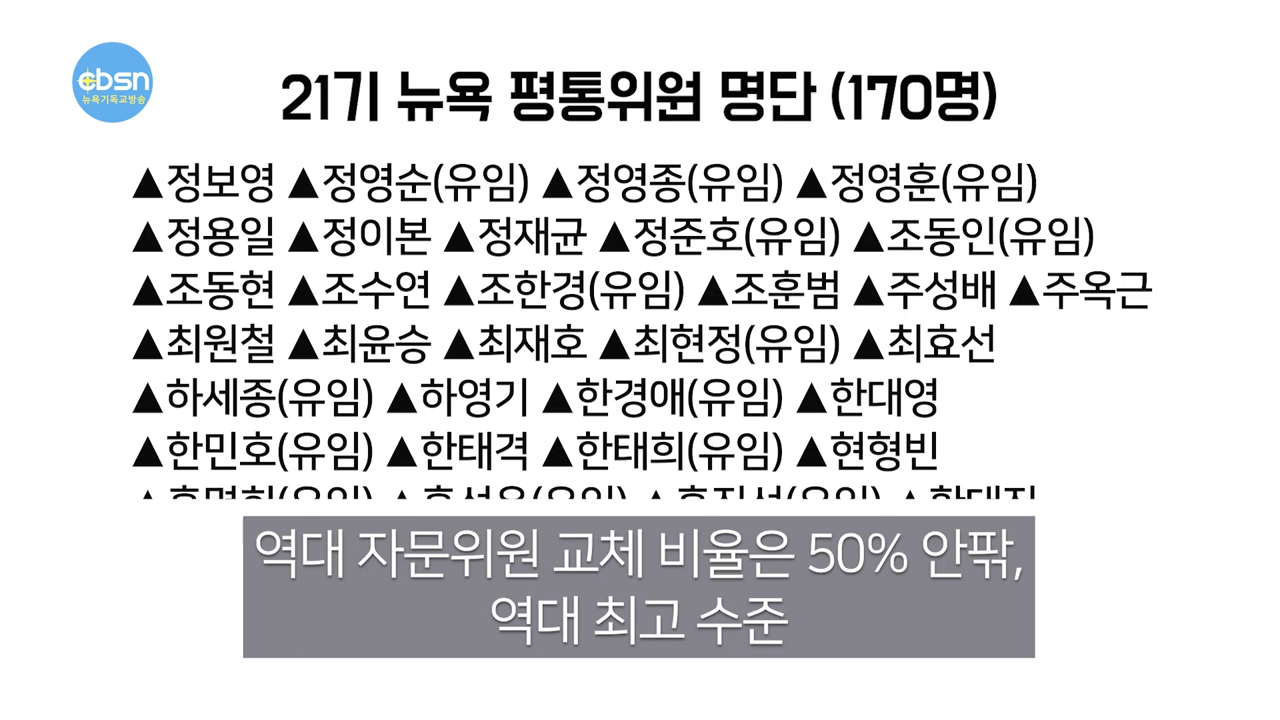 cbsn
뉴욕기독교방송
21기 뉴욕 평통위원 명단 (170명)
▲정보영 ▲정영순(유임) ▲정영종(유임) ▲정영훈(유임)
▲정용일 ▲정이본 ▲정재균 ▲정준호(유임) ▲조동인(유임)
▲조동현 ▲조수연 ▲조한경(유임) ▲조훈범 ▲주성배 ▲주옥근
▲최원철 ▲최윤승 ▲최재호 ▲최현정(유임) ▲최효선
▲하세종(유임) ▲하영기 ▲한경애(유임) ▲한대영
▲한민호(유임) ▲한태격 ▲한태희(유임) ▲현형빈
역대 자문위원 교체 비율은 50% 안팎,
역대 최고 수준